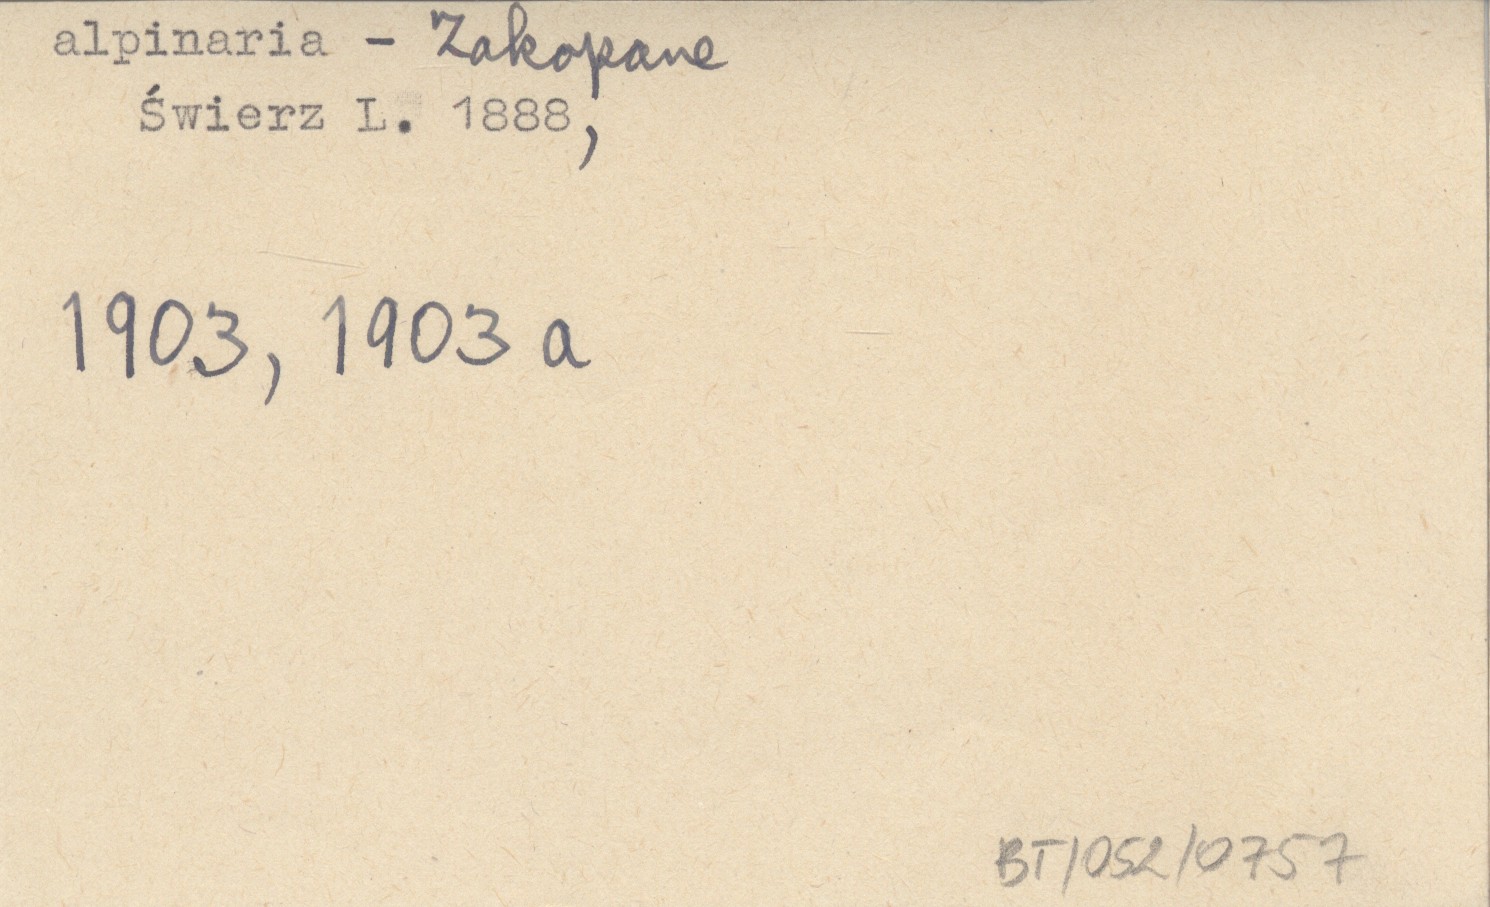 alpinaria - Zakopane
Świerz L. 1888,
1903, 1903 a
BT/052/0757